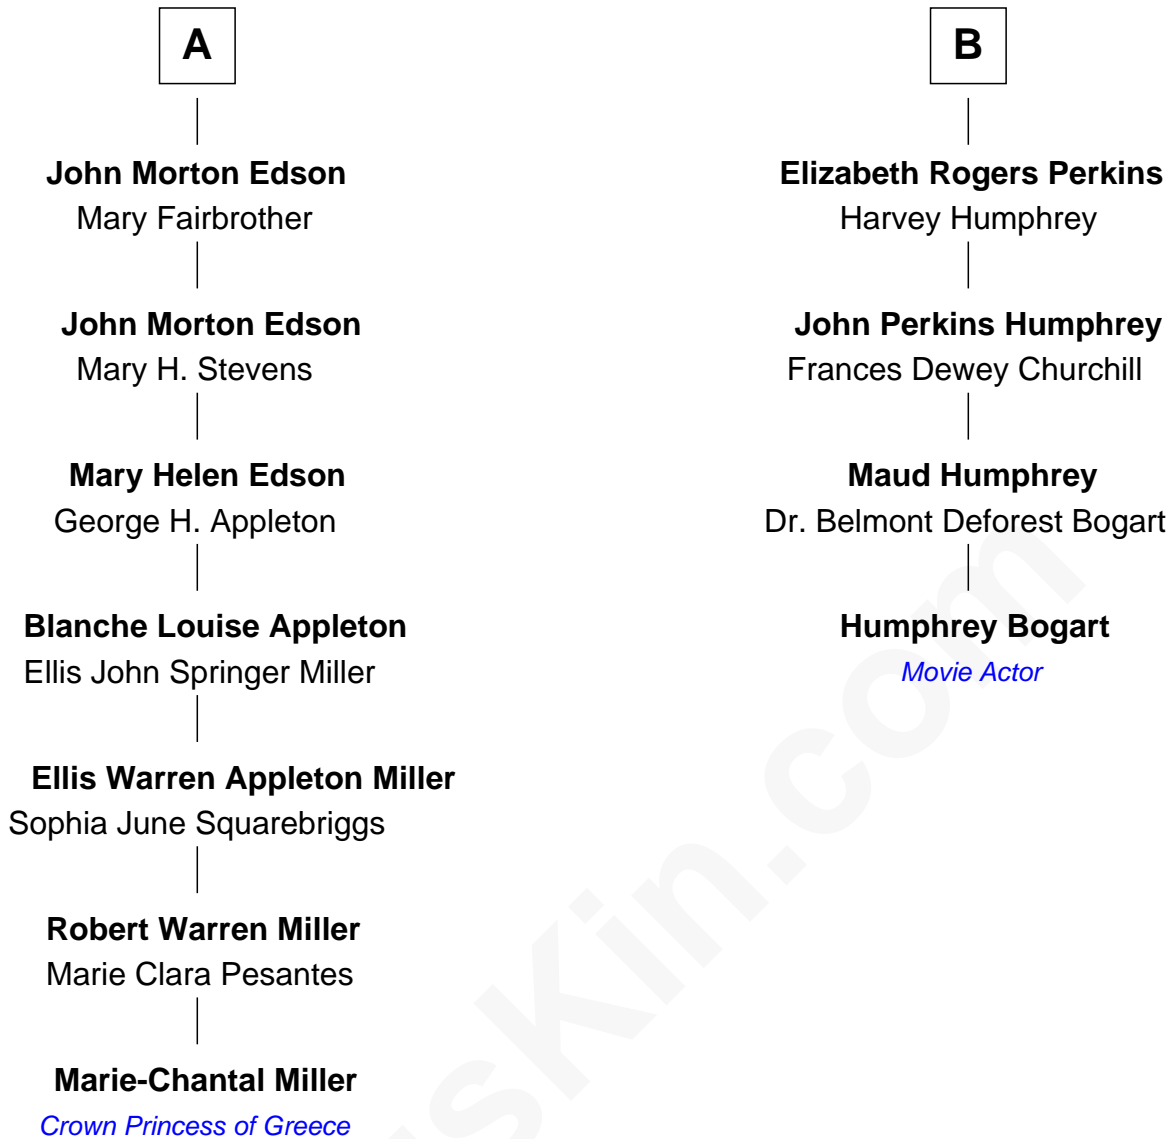 A
John Morton Edson
Mary Fairbrother
John Morton Edson
Mary H. Stevens
Mary Helen Edson
George H. Appleton
Blanche Louise Appleton
Ellis John Springer Miller
Ellis Warren Appleton Miller
Sophia June Squarebriggs
Robert Warren Miller
Marie Clara Pesantes
Marie-Chantal Miller
Crown Princess of Greece
B
Elizabeth Rogers Perkins
Harvey Humphrey
John Perkins Humphrey
Frances Dewey Churchill
Maud Humphrey
Dr. Belmont Deforest Bogart
Humphrey Bogart
Movie Actor